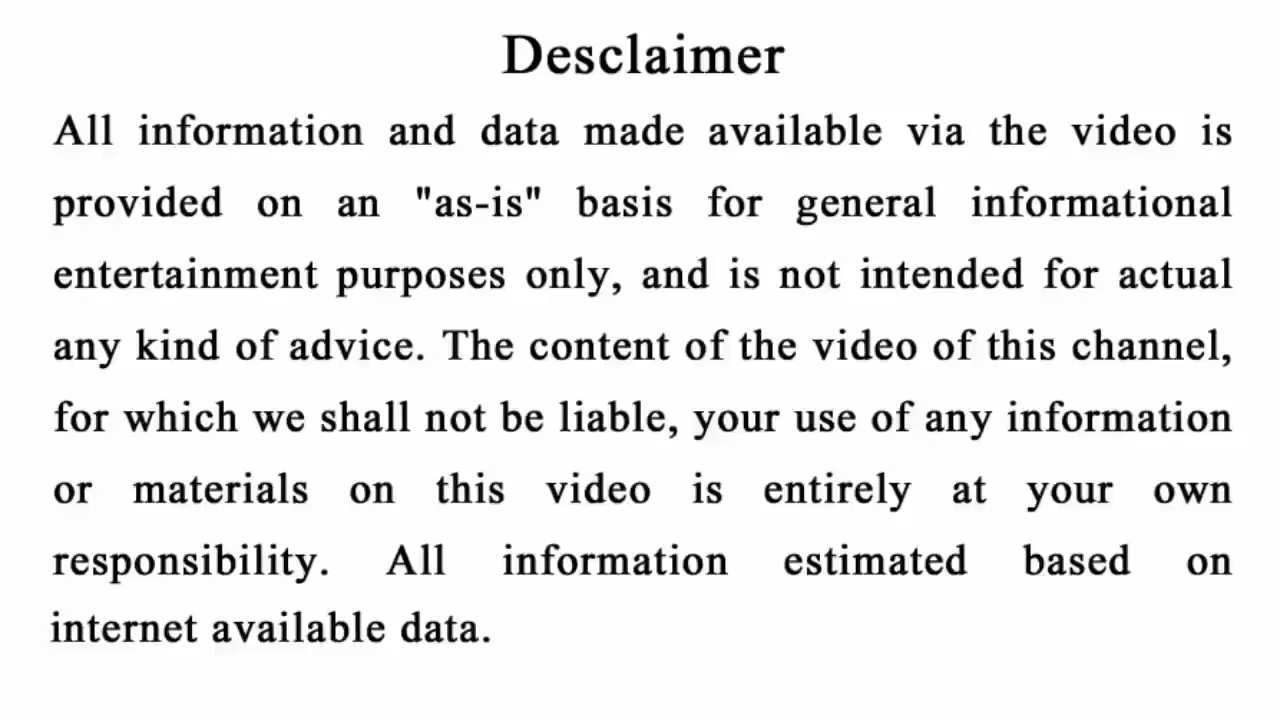 Desclaimer
All information and data made available via the video is
provided on an "as-is" basis for general informational
entertainment purposes only, and is not intended for actual
any kind of advice. The content of the video of this channel,
for which we shall not be liable, your use of any information
or materials on this video is entirely at your own
responsibility. All information estimated based on
internet available data.